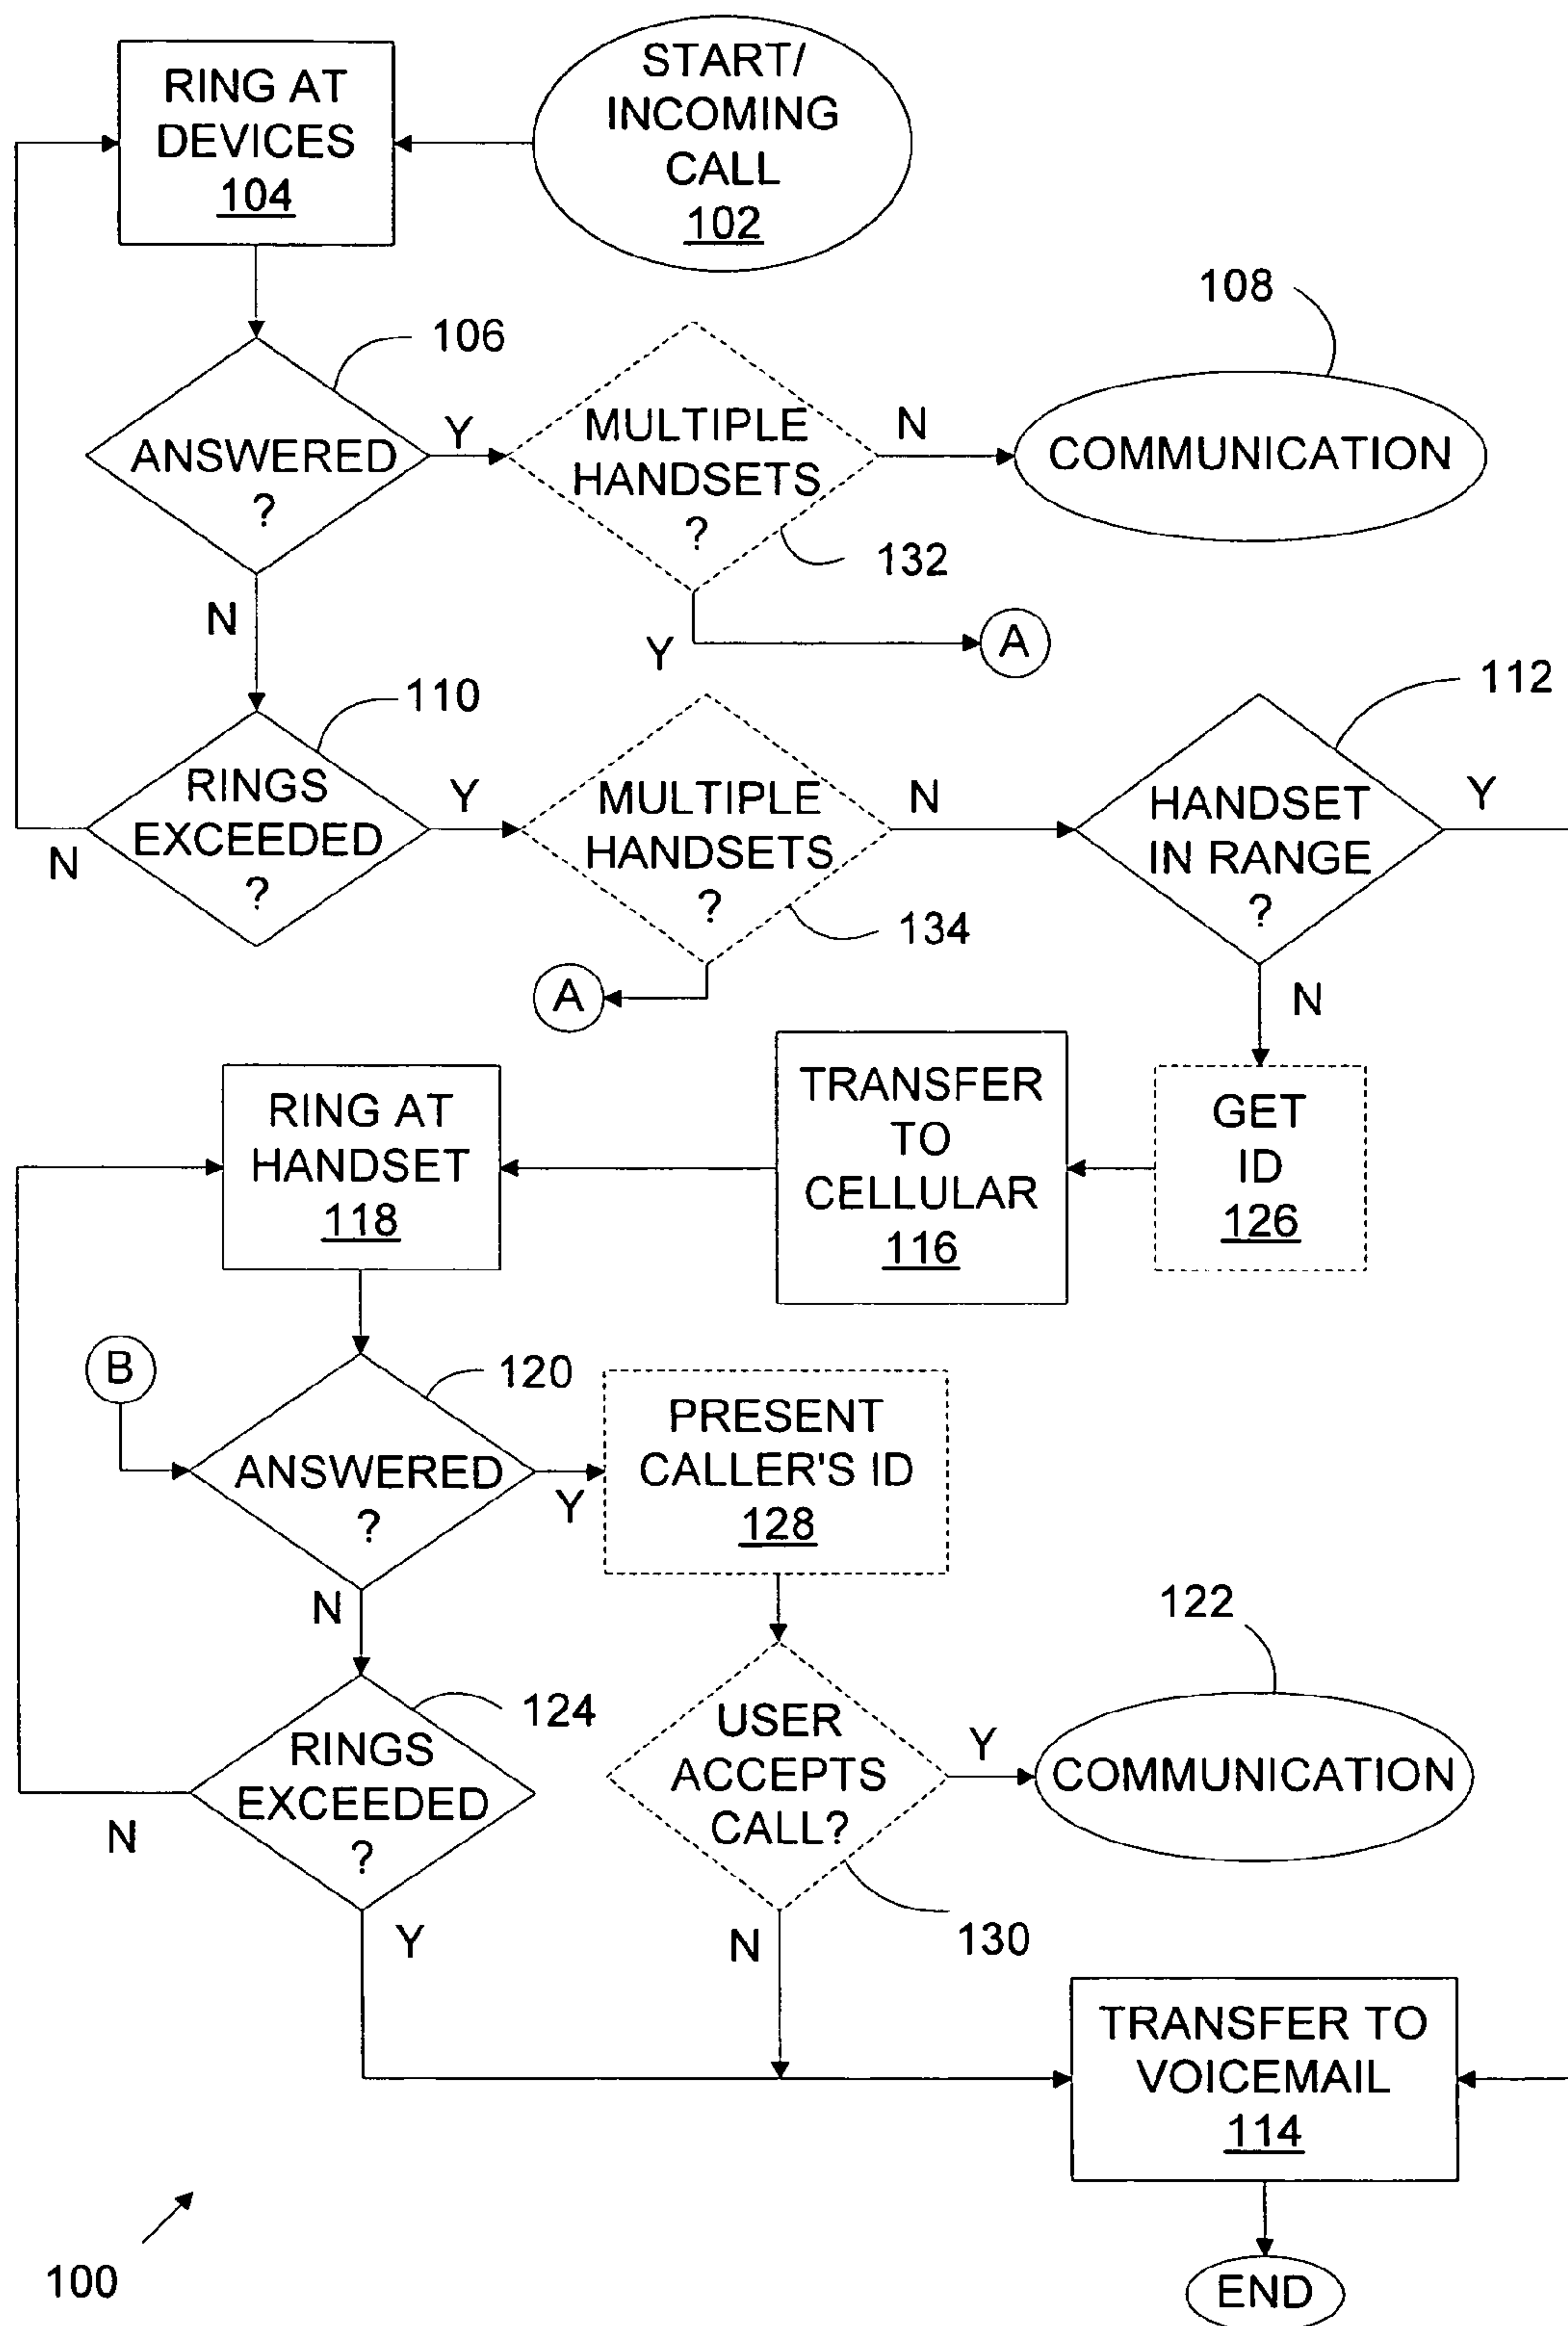 RING AT
DEVICES
104
START/
INCOMING
CALL
102
108
106
ANSWERED
?
Y
MULTIPLE
HANDSETS
?
N
COMMUNICATION
132
N
Y
A
112
110
RINGS
EXCEEDED
?
N
Y
MULTIPLE
HANDSETS
?
N
HANDSET
IN RANGE
?
Y
134
A
N
RING AT
HANDSET
118
TRANSFER
TO
CELLULAR
116
GET
ID
126
B
120
ANSWERED
?
Y
PRESENT
CALLER'S ID
128
N
122
124
RINGS
EXCEEDED
?
N
USER
ACCEPTS
CALL?
Y
COMMUNICATION
Y
N
130
TRANSFER TO
VOICEMAIL
114
100
END